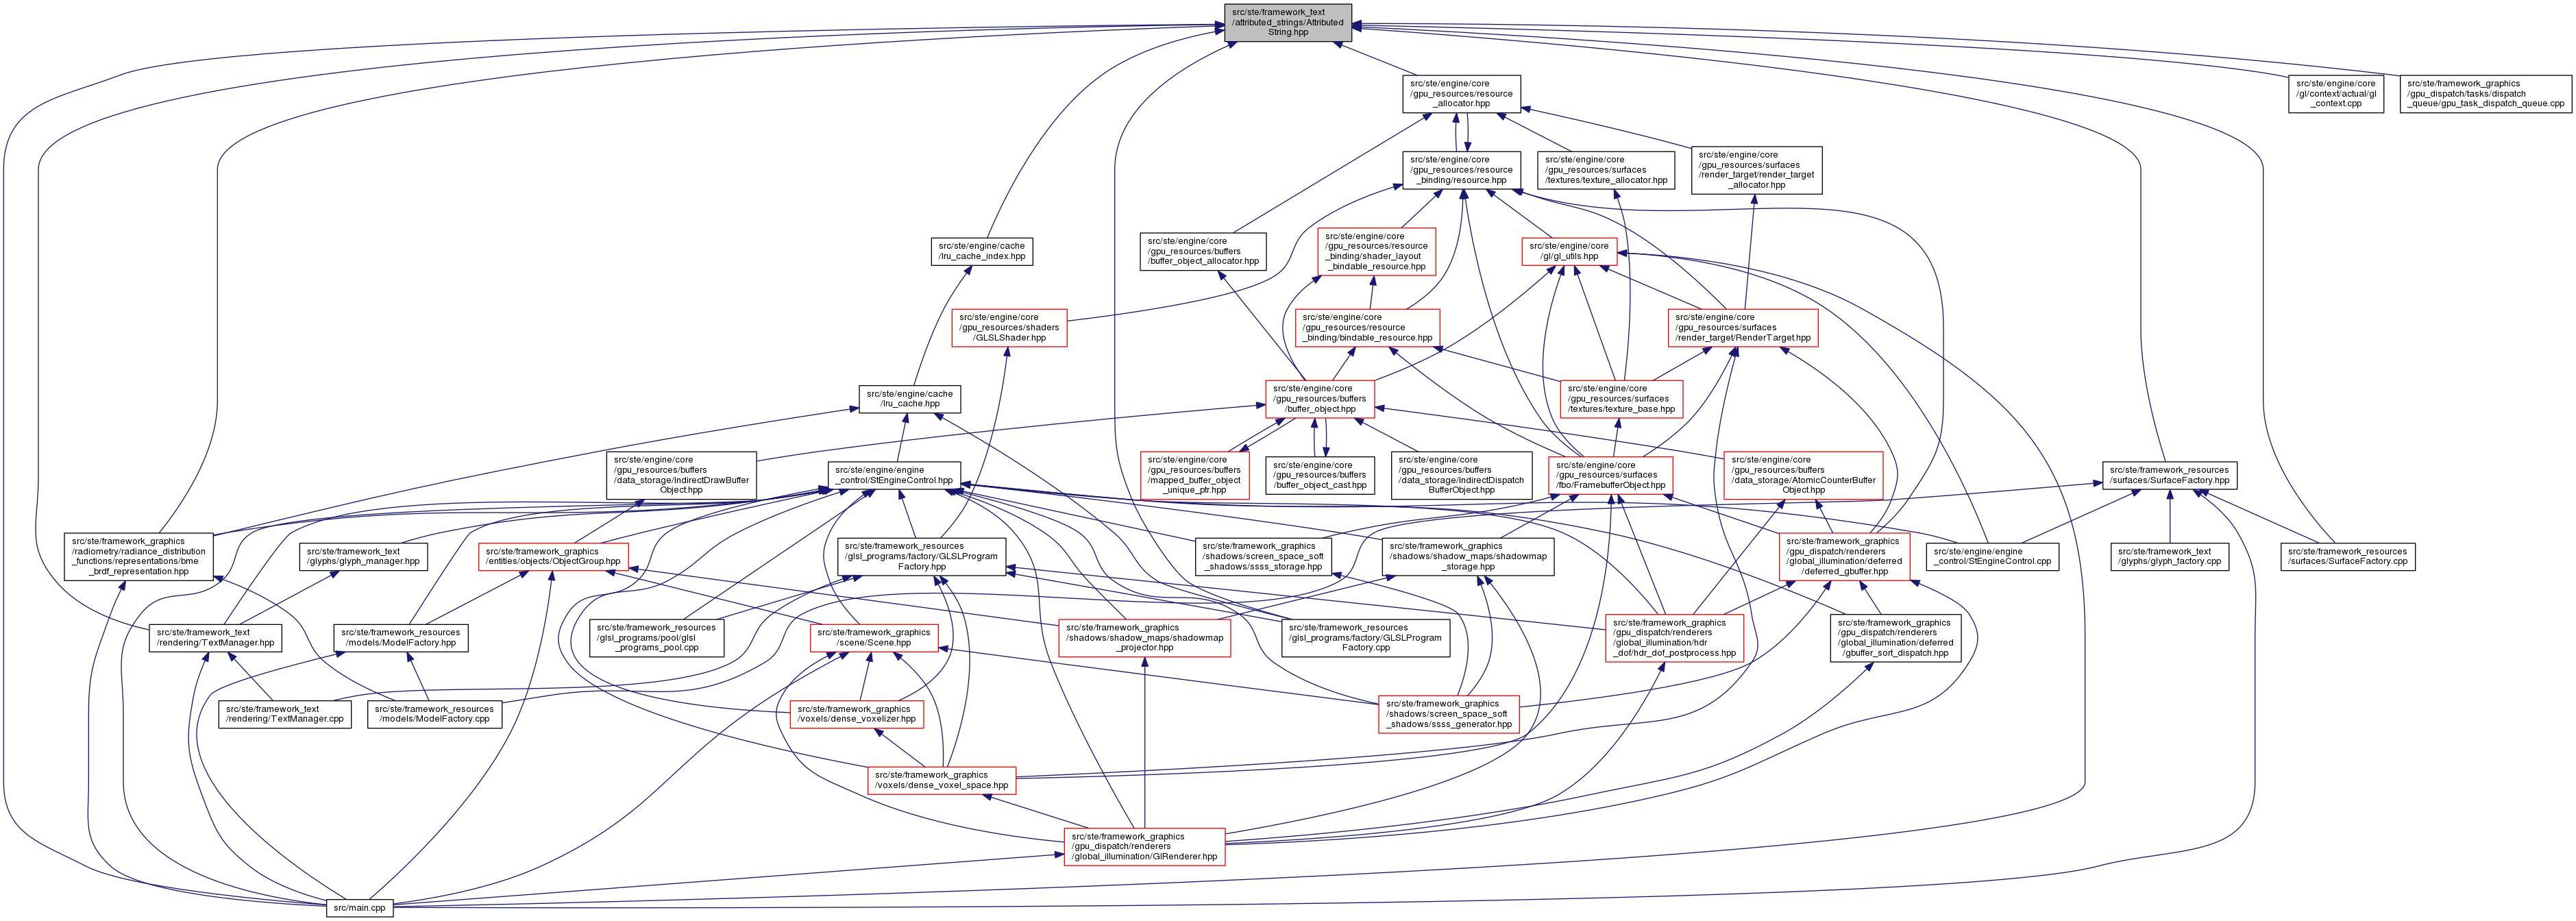 src/ste/framework_text
/attributed_strings/Attributed
String.hpp
src/ste/engine/core
/gpu_resources/resource
_allocator.hpp
src/ste/engine/core
/gl/context/actual/gl
_context.cpp
src/ste/framework_graphics
/gpu_dispatch/tasks/dispatch
_queue/gpu_task_dispatch_queue.cpp
src/ste/engine/core
/gpu_resources/resource
_binding/resource.hpp
src/ste/engine/core
/gpu_resources/surfaces
/textures/texture_allocator.hpp
src/ste/engine/core
/gpu_resources/surfaces
/render_target/render_target
_allocator.hpp
src/ste/engine/cache
/lru_cache_index.hpp
src/ste/engine/core
/gpu_resources/buffers
/buffer_object_allocator.hpp
src/ste/engine/core
/gpu_resources/resource
_binding/shader_layout
_bindable_resource.hpp
src/ste/engine/core
/gl/gl_utils.hpp
src/ste/engine/core
/gpu_resources/shaders
/GLSLShader.hpp
src/ste/engine/core
/gpu_resources/resource
_binding/bindable_resource.hpp
src/ste/engine/core
/gpu_resources/surfaces
/render_target/RenderTarget.hpp
src/ste/engine/cache
/lru_cache.hpp
src/ste/engine/core
/gpu_resources/buffers
/buffer_object.hpp
src/ste/engine/core
/gpu_resources/surfaces
/textures/texture_base.hpp
src/ste/engine/core
/gpu_resources/buffers
/data_storage/IndirectDrawBuffer
Object.hpp
src/ste/engine/engine
_control/StEngineControl.hpp
src/ste/engine/core
/gpu_resources/buffers
/mapped_buffer_object
_unique_ptr.hpp
src/ste/engine/core
/gpu_resources/buffers
/buffer_object_cast.hpp
src/ste/engine/core
/gpu_resources/buffers
/data_storage/IndirectDispatch
BufferObject.hpp
src/ste/engine/core
/gpu_resources/surfaces
/fbo/FramebufferObject.hpp
src/ste/engine/core
/gpu_resources/buffers
/data_storage/AtomicCounterBuffer
Object.hpp
src/ste/framework_resources
/surfaces/SurfaceFactory.hpp
src/ste/framework_graphics
/radiometry/radiance_distribution
_functions/representations/bme
_brdf_representation.hpp
src/ste/framework_text
/glyphs/glyph_manager.hpp
src/ste/framework_graphics
/entities/objects/ObjectGroup.hpp
src/ste/framework_resources
/glsl_programs/factory/GLSLProgram
Factory.hpp
src/ste/framework_graphics
/shadows/screen_space_soft
_shadows/ssss_storage.hpp
src/ste/framework_graphics
/shadows/shadow_maps/shadowmap
_storage.hpp
src/ste/framework_graphics
/gpu_dispatch/renderers
/global_illumination/deferred
/deferred_gbuffer.hpp
src/ste/engine/engine
_control/StEngineControl.cpp
src/ste/framework_text
/glyphs/glyph_factory.cpp
src/ste/framework_resources
/surfaces/SurfaceFactory.cpp
src/ste/framework_text
/rendering/TextManager.hpp
src/ste/framework_resources
/models/ModelFactory.hpp
src/ste/framework_resources
/glsl_programs/pool/glsl
_programs_pool.cpp
src/ste/framework_graphics
/scene/Scene.hpp
src/ste/framework_graphics
/shadows/shadow_maps/shadowmap
_projector.hpp
src/ste/framework_resources
/glsl_programs/factory/GLSLProgram
Factory.cpp
src/ste/framework_graphics
/gpu_dispatch/renderers
/global_illumination/hdr
_dof/hdr_dof_postprocess.hpp
src/ste/framework_graphics
/gpu_dispatch/renderers
/global_illumination/deferred
/gbuffer_sort_dispatch.hpp
src/ste/framework_text
/rendering/TextManager.cpp
src/ste/framework_resources
/models/ModelFactory.cpp
src/ste/framework_graphics
/voxels/dense_voxelizer.hpp
src/ste/framework_graphics
/shadows/screen_space_soft
_shadows/ssss_generator.hpp
src/ste/framework_graphics
/voxels/dense_voxel_space.hpp
src/ste/framework_graphics
/gpu_dispatch/renderers
/global_illumination/GIRenderer.hpp
src/main.cpp